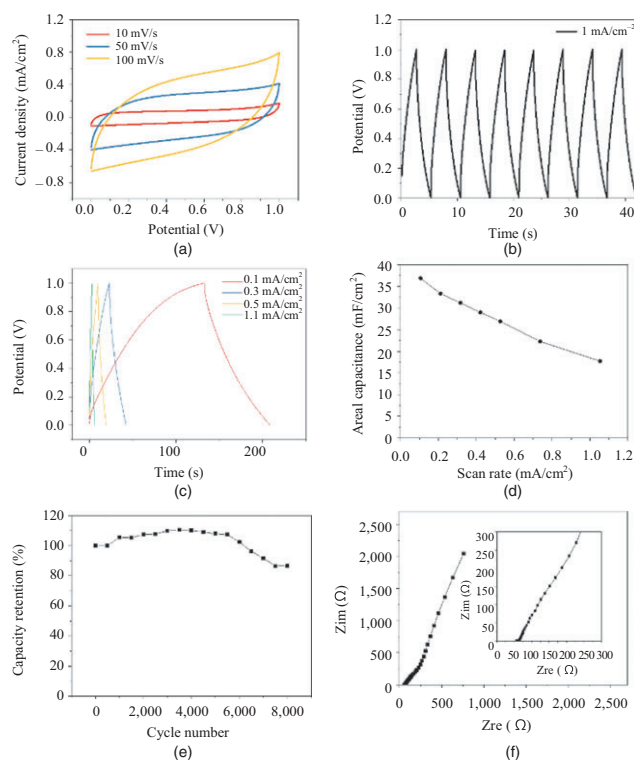 10 mV/s
50 mV/s
100 mV/s
Current density (mA/cm²)
1.2
0.8
0.4
0.0
– 0.4
– 0.8
0.0 0.2 0.4 0.6 0.8 1.0
Potential (V)
(a)
1 mA/cm⁻²
Potential (V)
1.2
1.0
0.8
0.6
0.4
0.2
0.0
0 10 20 30 40
Time (s)
(b)
0.1 mA/cm²
0.3 mA/cm²
0.5 mA/cm²
1.1 mA/cm²
Potential (V)
1.0
0.8
0.6
0.4
0.2
0.0
0 100 200
Time (s)
(c)
Areal capacitance (mF/cm²)
40
35
30
25
20
15
10
5
0
0.0 0.2 0.4 0.6 0.8 1.0 1.2
Scan rate (mA/cm²)
(d)
Capacity retention (%)
120
100
80
60
40
20
0
0 2,000 4,000 6,000 8,000
Cycle number
(e)
Zim (Ω)
2,500
2,000
1,500
1,000
500
0
0 500 1,000 1,500 2,000 2,500
Zre ( Ω)
Zim (Ω)
300
250
200
150
100
50
0
0 50 100 150 200 250 300
Zre ( Ω)
(f)